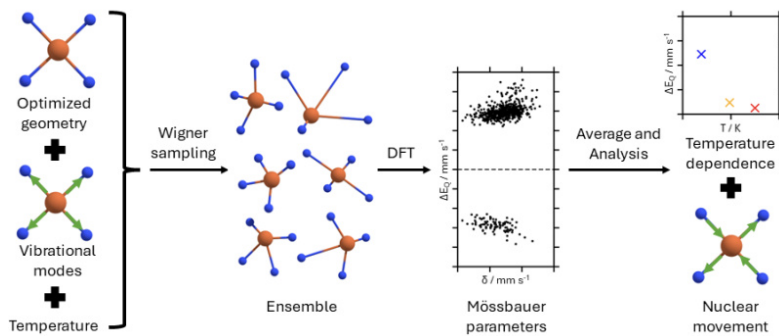 Optimized
geometry
Vibrational
modes
Temperature
Wigner
sampling
Ensemble
DFT
ΔE_Q / mm s⁻¹
δ / mm s⁻¹
Mössbauer
parameters
Average and
Analysis
ΔE_Q / mm s⁻¹
T / K
Temperature
dependence
Nuclear
movement